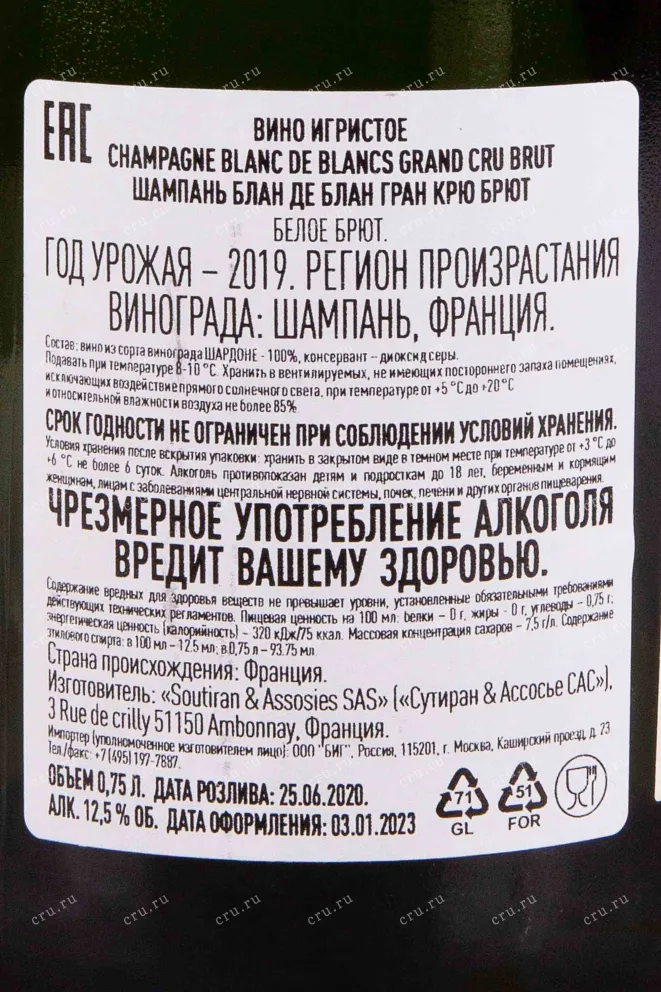 ЕАС
ВИНО ИГРИСТОЕ
CHAMPAGNE BLANC DE BLANCS GRAND CRU BRUT
ШАМПАНЬ БЛАН ДЕ БЛАН ГРАН КРЮ БРЮТ
БЕЛОЕ БРЮТ.
ГОД УРОЖАЯ – 2019. РЕГИОН ПРОИЗРАСТАНИЯ
ВИНОГРАДА: ШАМПАНЬ, ФРАНЦИЯ.
Состав: вино из сорта винограда ШАРДОНЕ - 100%, консервант – диоксид серы.
Подавать при температуре 8-10 °С. Хранить в вентилируемых, не имеющих постороннего запаха помещениях,
исключающих воздействие прямого солнечного света, при температуре от +5 °С до +20 °С
и относительной влажности воздуха не более 85%
СРОК ГОДНОСТИ НЕ ОГРАНИЧЕН ПРИ СОБЛЮДЕНИИ УСЛОВИЙ ХРАНЕНИЯ.
Условия хранения после вскрытия упаковки: хранить в закрытом виде в темном месте при температуре от +3 °С до
+6 °С не более 6 суток. Алкоголь противопоказан детям и подросткам до 18 лет, беременным и кормящим
женщинам, лицам с заболеваниями центральной нервной системы, почек, печени и других органов пищеварения.
ЧРЕЗМЕРНОЕ УПОТРЕБЛЕНИЕ АЛКОГОЛЯ
ВРЕДИТ ВАШЕМУ ЗДОРОВЬЮ.
Содержание вредных для здоровья веществ не превышает уровни, установленные обязательными требованиями
действующих технических регламентов. Пищевая ценность на 100 мл: белки – 0 г, жиры - 0 г, углеводы – 0,75 г;
энергетическая ценность (калорийность) – 320 кДж/75 ккал. Массовая концентрация сахаров – 7,5 г/л. Содержание
этилового спирта: в 100 мл – 12.5 мл; в 0,75 л – 93.75 мл.
Страна происхождения: Франция.
Изготовитель: «Soutiran & Assosies SAS» («Сутиран & Ассосье САС»),
3 Rue de crilly 51150 Ambonnay, Франция.
Импортер (уполномоченное изготовителем лицо): ООО "БИГ", Россия, 115201, г. Москва, Каширский проезд, д. 23
Тел./факс: +7 (495) 197-7887.
ОБЪЕМ 0,75 Л. ДАТА РОЗЛИВА: 25.06.2020.
АЛК. 12,5 % ОБ. ДАТА ОФОРМЛЕНИЯ: 03.01.2023
71
GL
51
FOR
cru.ru